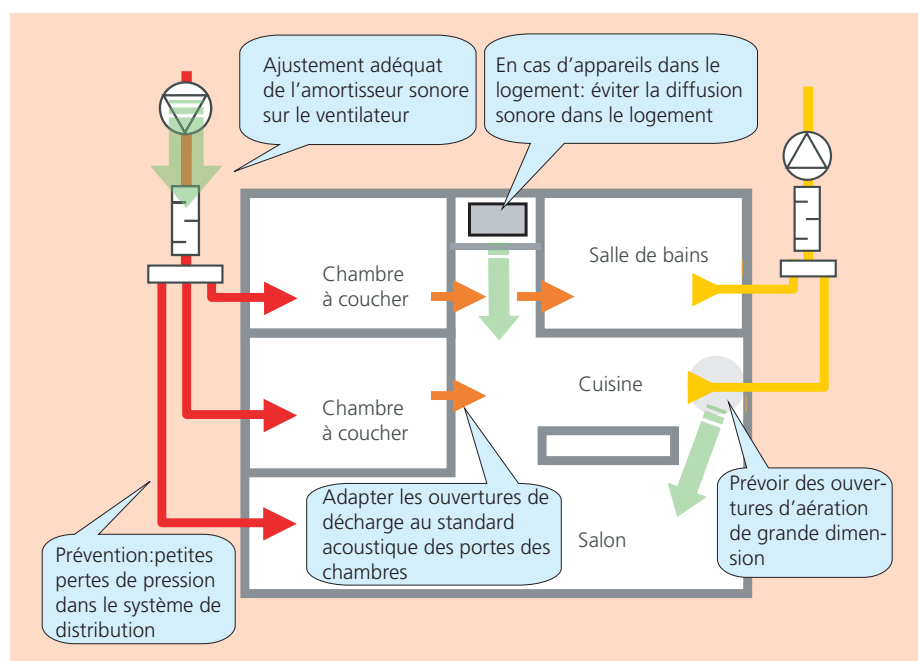 Ajustement adéquat
de l'amortisseur sonore
sur le ventilateur
En cas d'appareils dans le
logement: éviter la diffusion
sonore dans le logement
Chambre
à coucher
Salle de bains
Chambre
à coucher
Cuisine
Adapter les ouvertures de
décharge au standard
acoustique des portes des
chambres
Salon
Prévoir des ouver-
tures d'aération
de grande dimen-
sion
Prévention:petites
pertes de pression
dans le système de
distribution